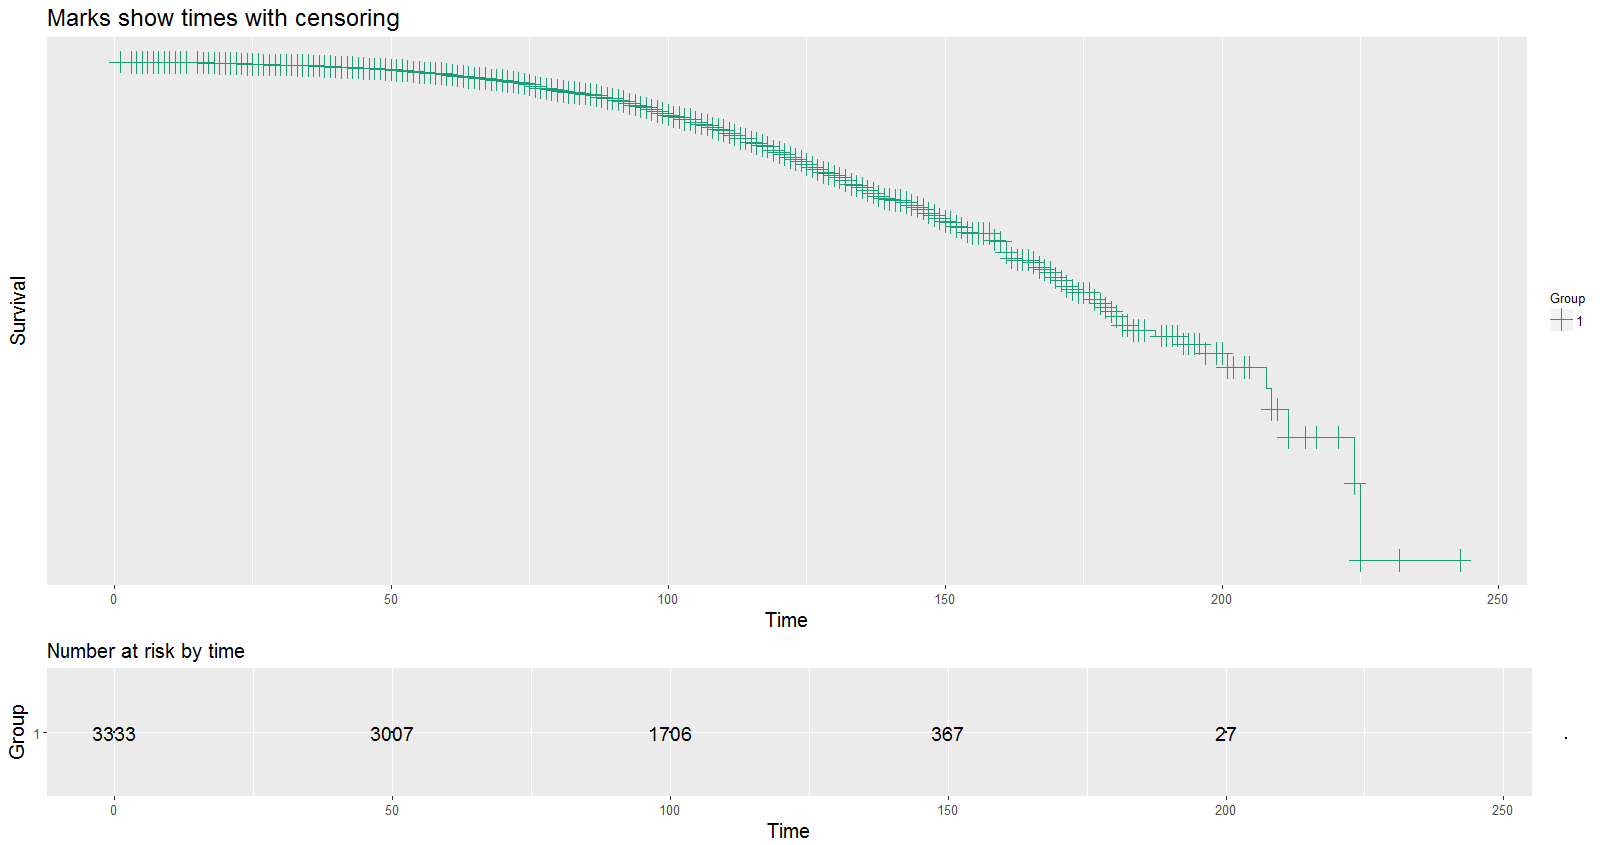 Marks show times with censoring
Survival
0 50 100 150 200 250
Time
Group
1
Number at risk by time
Group
1
3333 3007 1706 367 27
.
0 50 100 150 200 250
Time